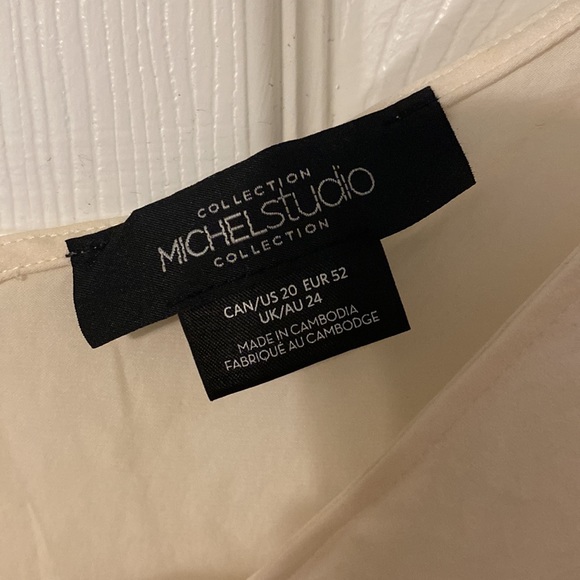 COLLECTION
MICHELStudio
COLLECTION
CAN/US 20 EUR 52
UK/AU 24
MADE IN CAMBODIA
FABRIQUÉ AU CAMBODGE